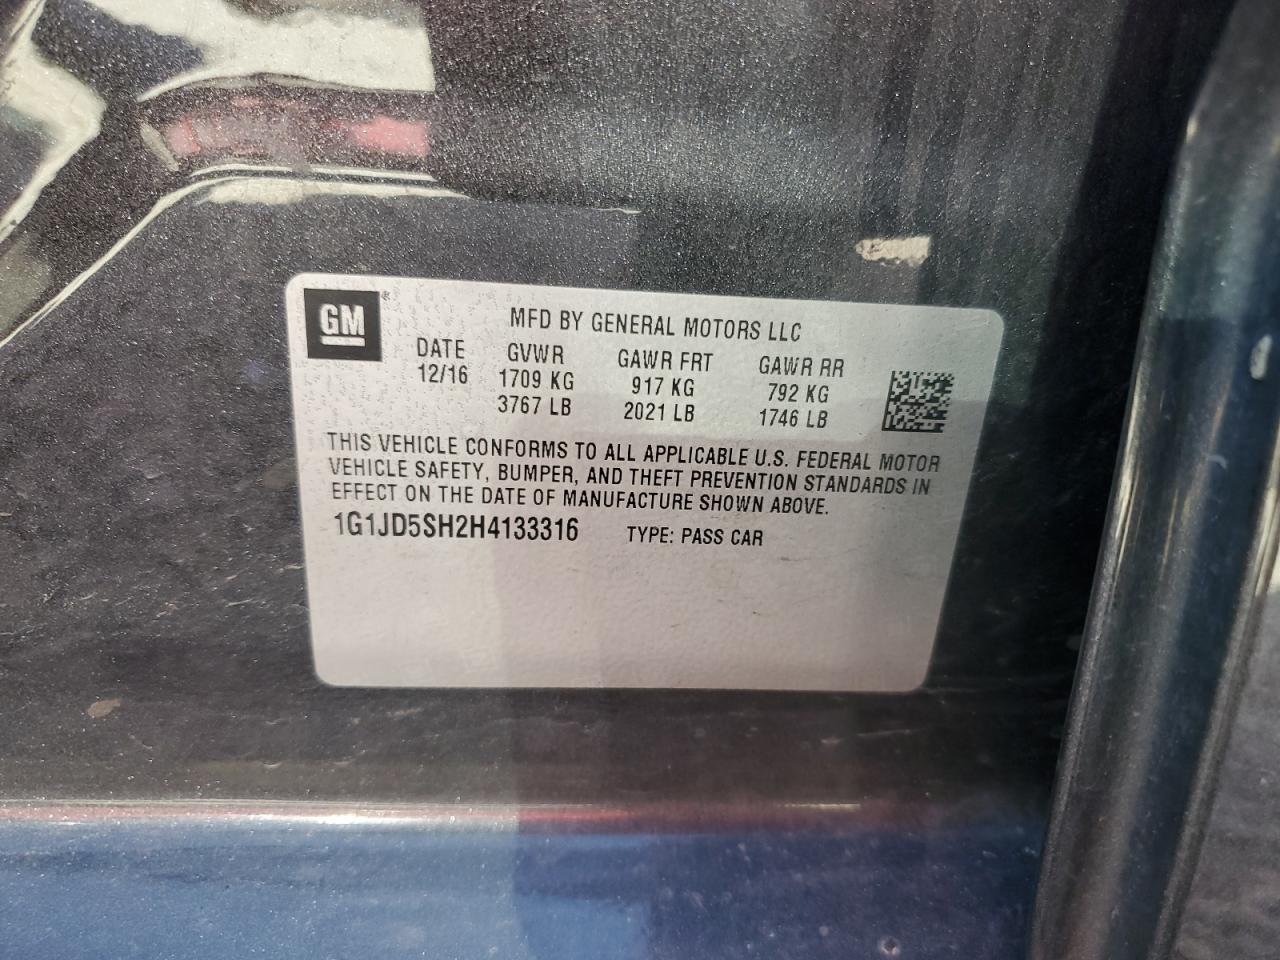 GM®
MFD BY GENERAL MOTORS LLC
DATE GVWR GAWR FRT GAWR RR
12/16 1709 KG 917 KG 792 KG
3767 LB 2021 LB 1746 LB
THIS VEHICLE CONFORMS TO ALL APPLICABLE U.S. FEDERAL MOTOR
VEHICLE SAFETY, BUMPER, AND THEFT PREVENTION STANDARDS IN
EFFECT ON THE DATE OF MANUFACTURE SHOWN ABOVE.
1G1JD5SH2H4133316 TYPE: PASS CAR